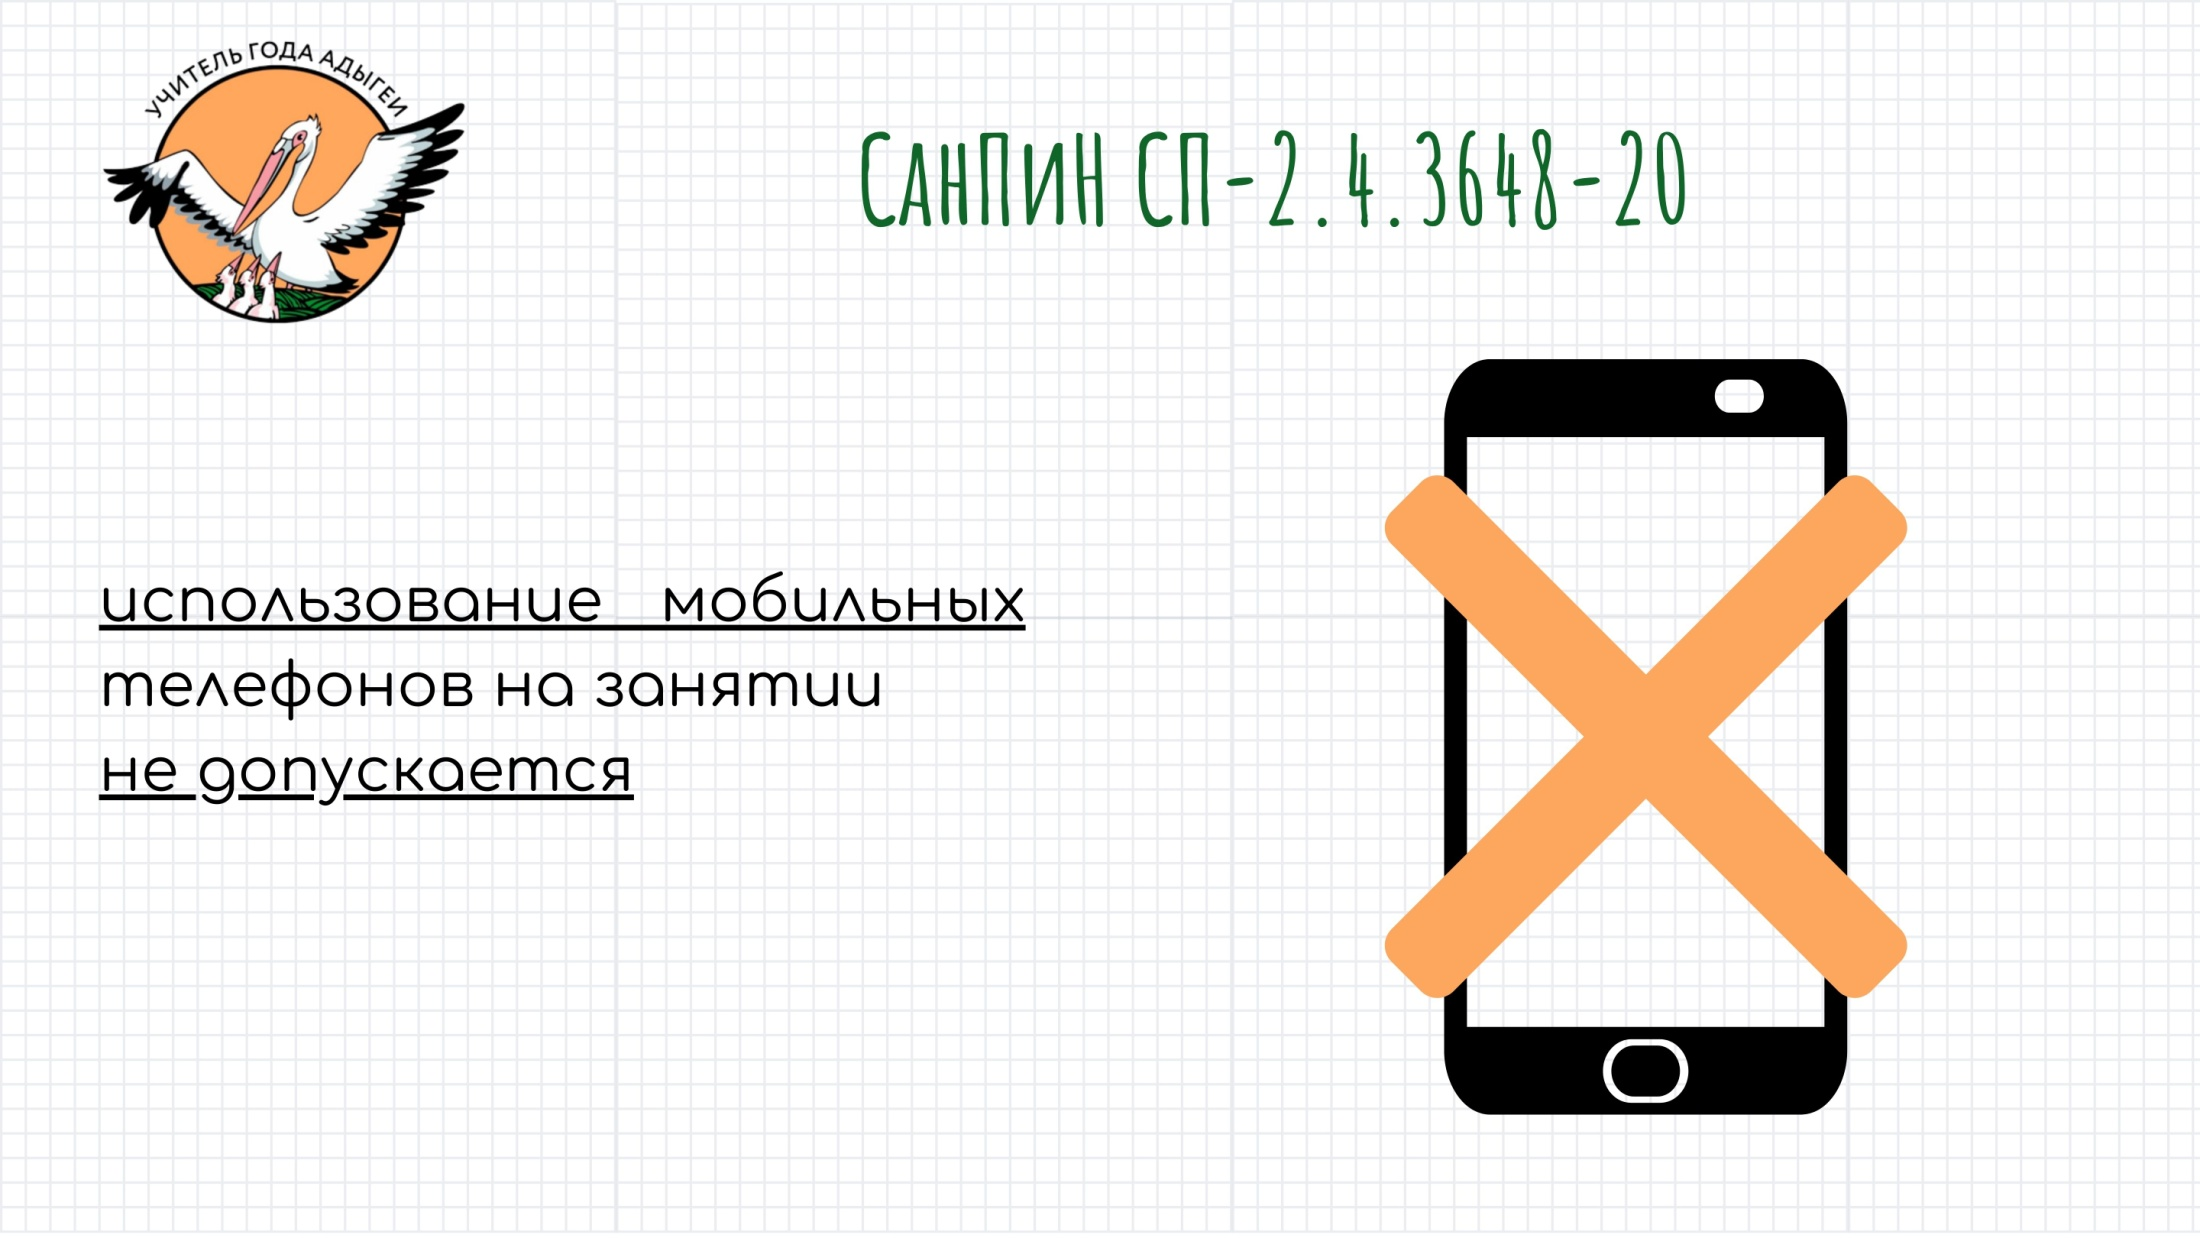 УЧИТЕЛЬ ГОДА АДЫГЕИ
САНПИН СП-2.4.3648-20
использование мобильных
телефонов на занятии
не допускается